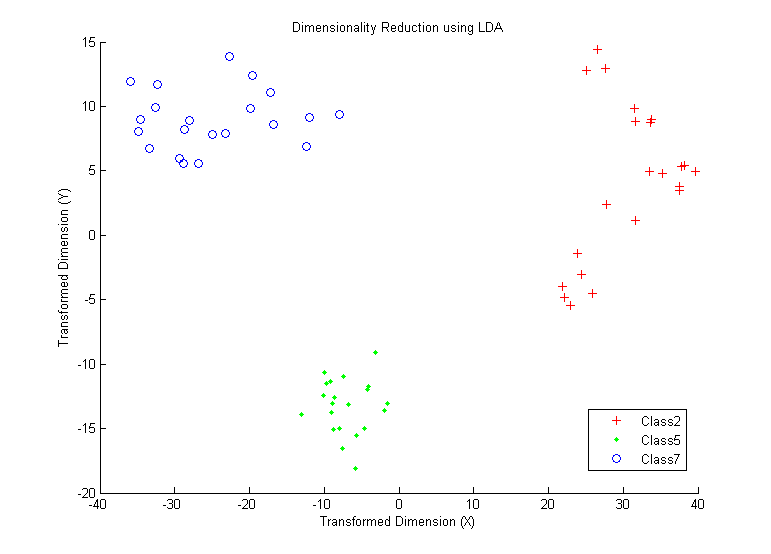 Dimensionality Reduction using LDA
15
10
5
0
-5
-10
-15
-20
Transformed Dimension (Y)
-40
-30
-20
-10
0
10
20
30
40
Transformed Dimension (X)
Class2
Class5
Class7